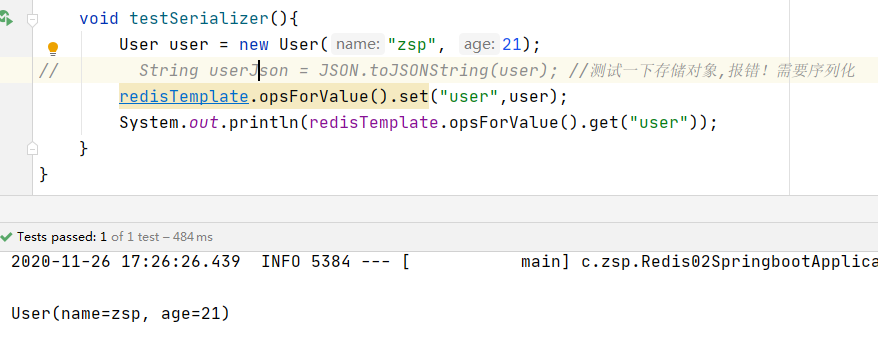 void testSerializer(){
User user = new User( name: "zsp", age: 21);
// String userJson = JSON.toJSONString(user); //测试一下存储对象,报错! 需要序列化
redisTemplate.opsForValue().set("user",user);
System.out.println(redisTemplate.opsForValue().get("user"));
}
}
Tests passed: 1 of 1 test – 484 ms
2020-11-26 17:26:26.439 INFO 5384 --- [ main] c.zsp.Redis02SpringbootApplica
User(name=zsp, age=21)